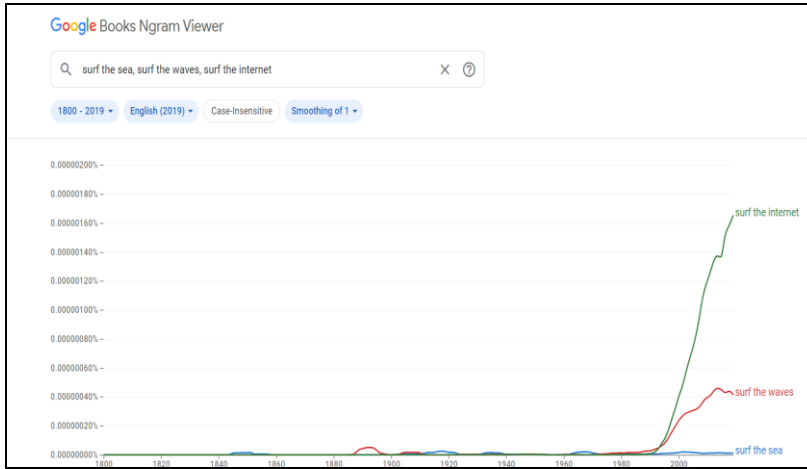 Google Books Ngram Viewer
surf the sea, surf the waves, surf the internet
1800 - 2019 English (2019) Case-Insensitive Smoothing of 1
0.00000200%
0.00000180%
0.00000160%
surf the internet
0.00000140%
0.00000120%
0.00000100%
0.00000080%
0.00000060%
0.00000040%
surf the waves
0.00000020%
0.00000000%
surf the sea
1800 1820 1840 1860 1880 1900 1920 1940 1960 1980 2000